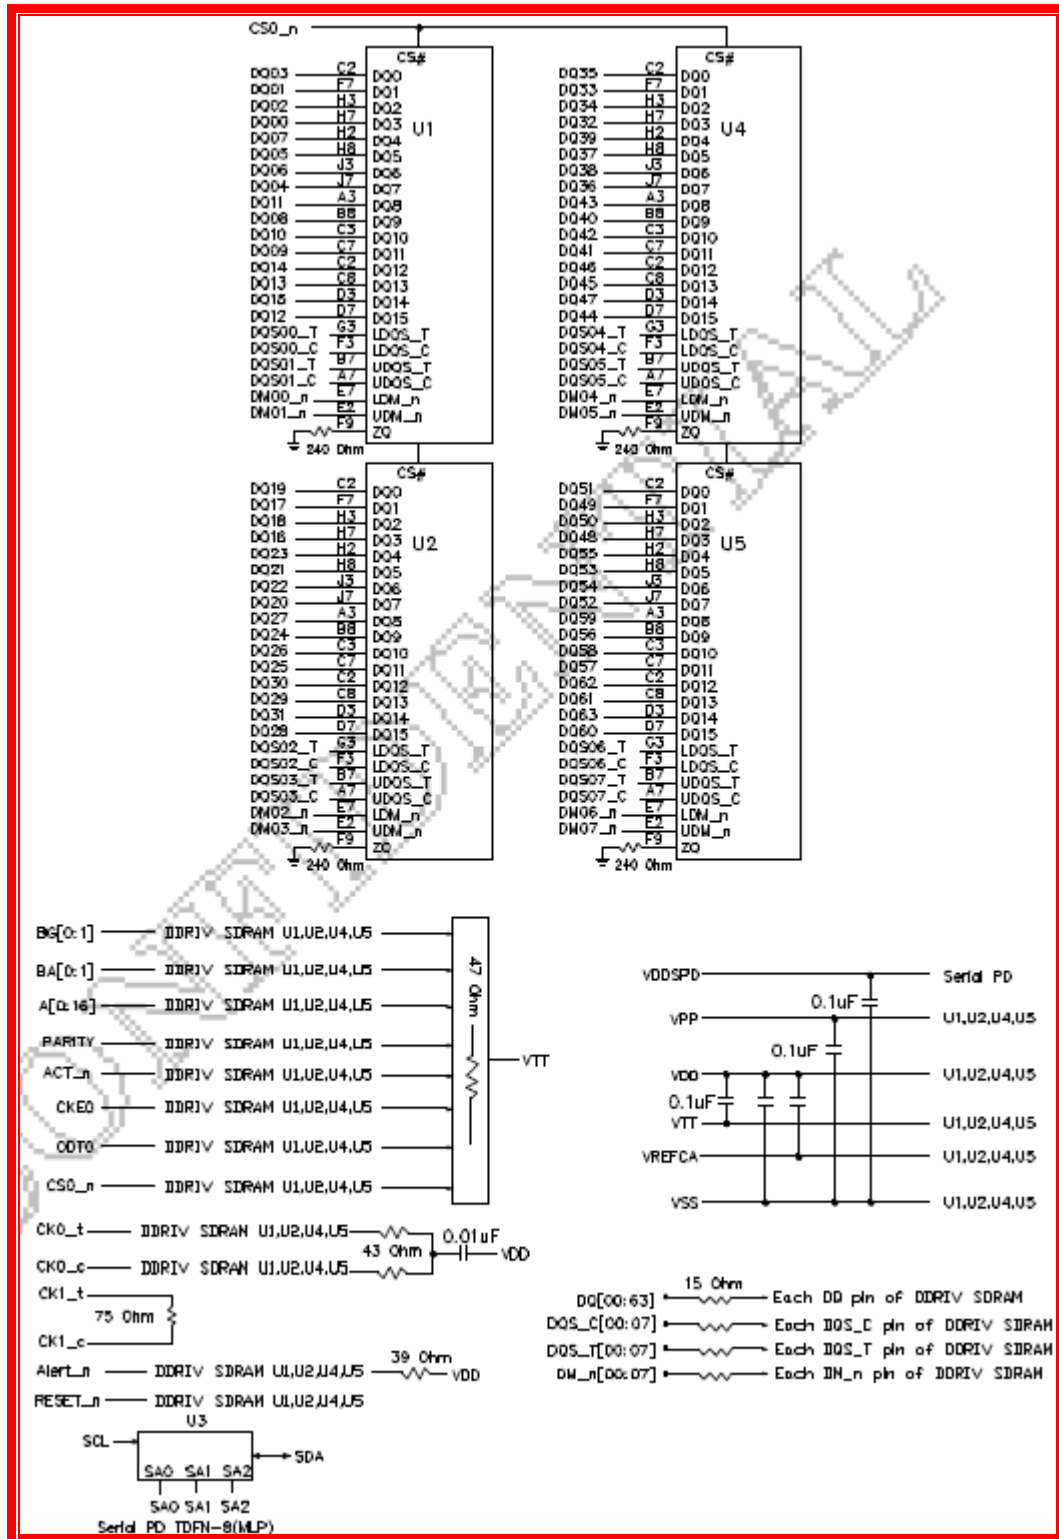 CS0_n
CS# CS#
DQ03 C2 DQ0 DQ35 C2 DQ0
DQ01 F7 DQ1 DQ33 F7 DQ1
DQ02 H3 DQ2 DQ34 H3 DQ2
DQ00 H7 DQ3 DQ32 H7 DQ3
U1 U4
DQ07 H2 DQ4 DQ39 H2 DQ4
DQ05 H8 DQ5 DQ37 H8 DQ5
DQ06 J3 DQ6 DQ38 J3 DQ6
DQ04 J7 DQ7 DQ36 J7 DQ7
DQ11 A3 DQ8 DQ43 A3 DQ8
DQ08 B8 DQ9 DQ40 B8 DQ9
DQ10 C3 DQ10 DQ42 C3 DQ10
DQ09 C7 DQ11 DQ41 C7 DQ11
DQ14 C2 DQ12 DQ46 C2 DQ12
DQ13 C8 DQ13 DQ45 C8 DQ13
DQ15 D3 DQ14 DQ47 D3 DQ14
DQ12 D7 DQ15 DQ44 D7 DQ15
DQS00_T G3 LDQS_T DQS04_T G3 LDQS_T
DQS00_C F3 LDQS_C DQS04_C F3 LDQS_C
DQS01_T B7 UDQS_T DQS05_T B7 UDQS_T
DQS01_C A7 UDQS_C DQS05_C A7 UDQS_C
DM00_n E7 LDM_n DM04_n E7 LDM_n
DM01_n E2 UDM_n DM05_n E2 UDM_n
F9 ZQ F9 ZQ
240 Ohm 240 Ohm
CS# CS#
DQ19 C2 DQ0 DQ51 C2 DQ0
DQ17 F7 DQ1 DQ49 F7 DQ1
DQ18 H3 DQ2 DQ50 H3 DQ2
DQ16 H7 DQ3 DQ48 H7 DQ3
U2 U5
DQ23 H2 DQ4 DQ55 H2 DQ4
DQ21 H8 DQ5 DQ53 H8 DQ5
DQ22 J3 DQ6 DQ54 J3 DQ6
DQ20 J7 DQ7 DQ52 J7 DQ7
DQ27 A3 DQ8 DQ59 A3 DQ8
DQ24 B8 DQ9 DQ56 B8 DQ9
DQ26 C3 DQ10 DQ58 C3 DQ10
DQ25 C7 DQ11 DQ57 C7 DQ11
DQ30 C2 DQ12 DQ62 C2 DQ12
DQ29 C8 DQ13 DQ61 C8 DQ13
DQ31 D3 DQ14 DQ63 D3 DQ14
DQ28 D7 DQ15 DQ60 D7 DQ15
DQS02_T G3 LDQS_T DQS06_T G3 LDQS_T
DQS02_C F3 LDQS_C DQS06_C F3 LDQS_C
DQS03_T B7 UDQS_T DQS07_T B7 UDQS_T
DQS03_C A7 UDQS_C DQS07_C A7 UDQS_C
DM02_n E7 LDM_n DM06_n E7 LDM_n
DM03_n E2 UDM_n DM07_n E2 UDM_n
F9 ZQ F9 ZQ
240 Ohm 240 Ohm
CONFIDENTIAL
BG[0:1] DDRIV SDRAM U1,U2,U4,U5
BA[0:1] DDRIV SDRAM U1,U2,U4,U5
A[0:16] DDRIV SDRAM U1,U2,U4,U5
PARITY DDRIV SDRAM U1,U2,U4,U5
ACT_n DDRIV SDRAM U1,U2,U4,U5
CKE0 DDRIV SDRAM U1,U2,U4,U5
ODT0 DDRIV SDRAM U1,U2,U4,U5
CS0_n DDRIV SDRAM U1,U2,U4,U5
47 Ohm
VTT
VDDSPD Serial PD
0.1uF
VPP U1,U2,U4,U5
0.1uF
VDD U1,U2,U4,U5
0.1uF
VTT U1,U2,U4,U5
VREFCA U1,U2,U4,U5
VSS U1,U2,U4,U5
CK0_t DDRIV SDRAN U1,U2,U4,U5
43 Ohm 0.01uF VDD
CK0_c DDRIV SDRAN U1,U2,U4,U5
CK1_t
75 Ohm
CK1_c
Alert_n DDRIV SDRAM U1,U2,U4,U5 39 Ohm VDD
RESET_n DDRIV SDRAM U1,U2,U4,U5
15 Ohm
DQ[00:63] Each DQ pin of DDRIV SDRAM
DQS_C[00:07] Each DQS_C pin of DDRIV SDRAM
DQS_T[00:07] Each DQS_T pin of DDRIV SDRAM
DM_n[00:07] Each DM_n pin of DDRIV SDRAM
U3
SCL SDA
SA0 SA1 SA2
SA0 SA1 SA2
Serial PD TDFN-8(MLP)